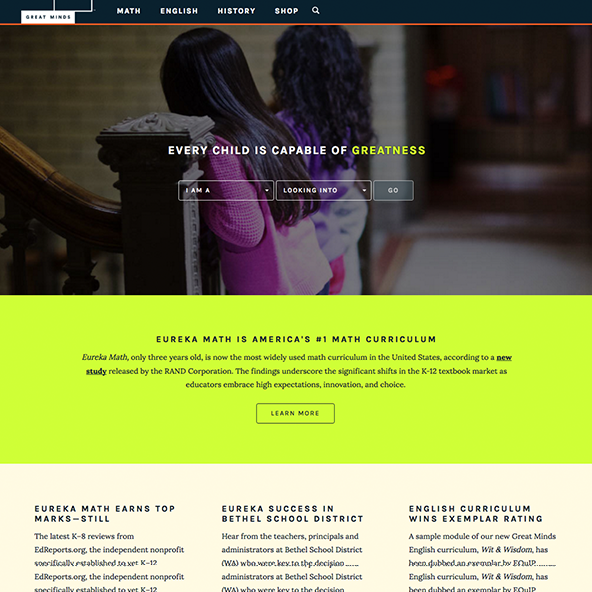 GREAT MINDS
MATH ENGLISH HISTORY SHOP
EVERY CHILD IS CAPABLE OF GREATNESS
I AM A LOOKING INTO GO
EUREKA MATH IS AMERICA'S #1 MATH CURRICULUM
Eureka Math, only three years old, is now the most widely used math curriculum in the United States, according to a new
study released by the RAND Corporation. The findings underscore the significant shifts in the K-12 textbook market as
educators embrace high expectations, innovation, and choice.
LEARN MORE
EUREKA MATH EARNS TOP
MARKS—STILL
The latest K–8 reviews from
EdReports.org, the independent nonprofit
specifically established to vet K–12
EdReports.org, the independent nonprofit
specifically established to vet K–12
EUREKA SUCCESS IN
BETHEL SCHOOL DISTRICT
Hear from the teachers, principals and
administrators at Bethel School District
(WA) who were key to the decision
administrators at Bethel School District
(WA) who were key to the decision
ENGLISH CURRICULUM
WINS EXEMPLAR RATING
A sample module of our new Great Minds
English curriculum, Wit & Wisdom, has
been dubbed an exemplar by EQuIP
English curriculum, Wit & Wisdom, has
been dubbed an exemplar by EQuIP